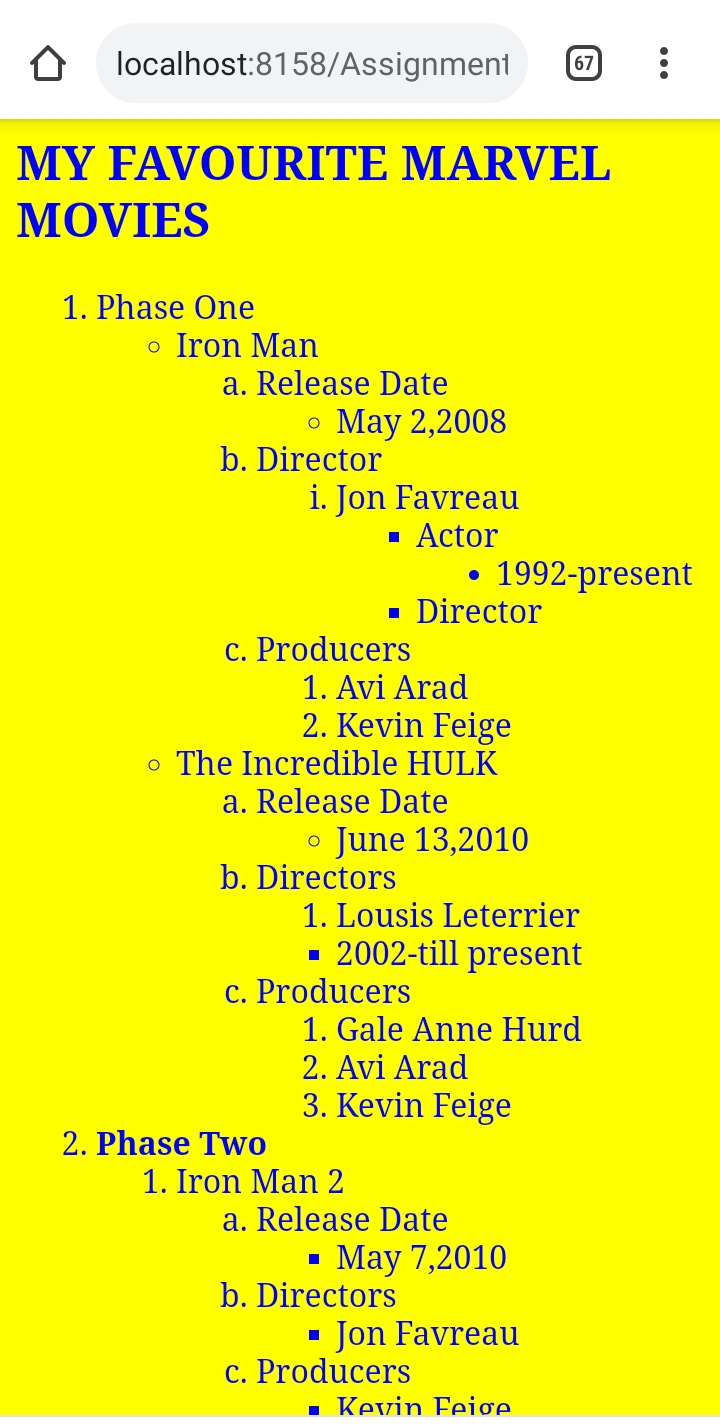 localhost:8158/Assignment
67
MY FAVOURITE MARVEL
MOVIES
1. Phase One
Iron Man
a. Release Date
May 2,2008
b. Director
i. Jon Favreau
Actor
1992-present
Director
c. Producers
1. Avi Arad
2. Kevin Feige
The Incredible HULK
a. Release Date
June 13,2010
b. Directors
1. Lousis Leterrier
2002-till present
c. Producers
1. Gale Anne Hurd
2. Avi Arad
3. Kevin Feige
2. Phase Two
1. Iron Man 2
a. Release Date
May 7,2010
b. Directors
Jon Favreau
c. Producers
Kevin Feige